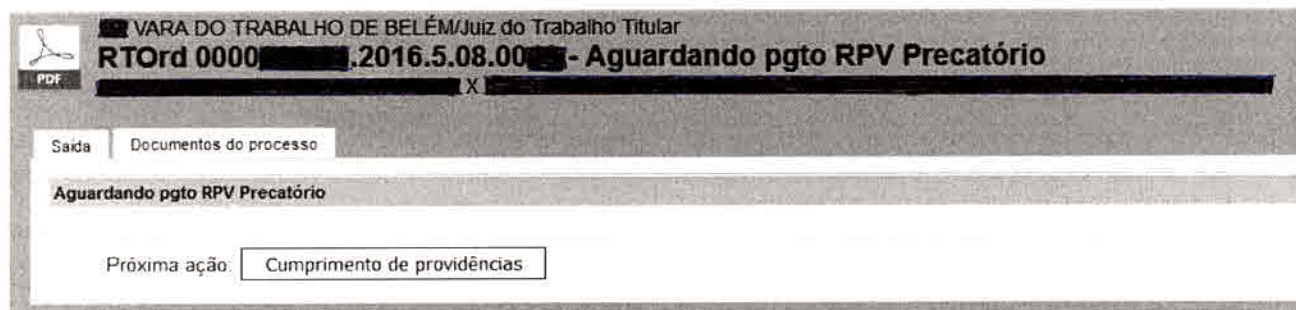 VARA DO TRABALHO DE BELÉM/Juiz do Trabalho Titular
RTOrd 0000 .2016.5.08.00 - Aguardando pgto RPV Precatório
X
PDF
Saída
Documentos do processo
Aguardando pgto RPV Precatório
Próxima ação:
Cumprimento de providências